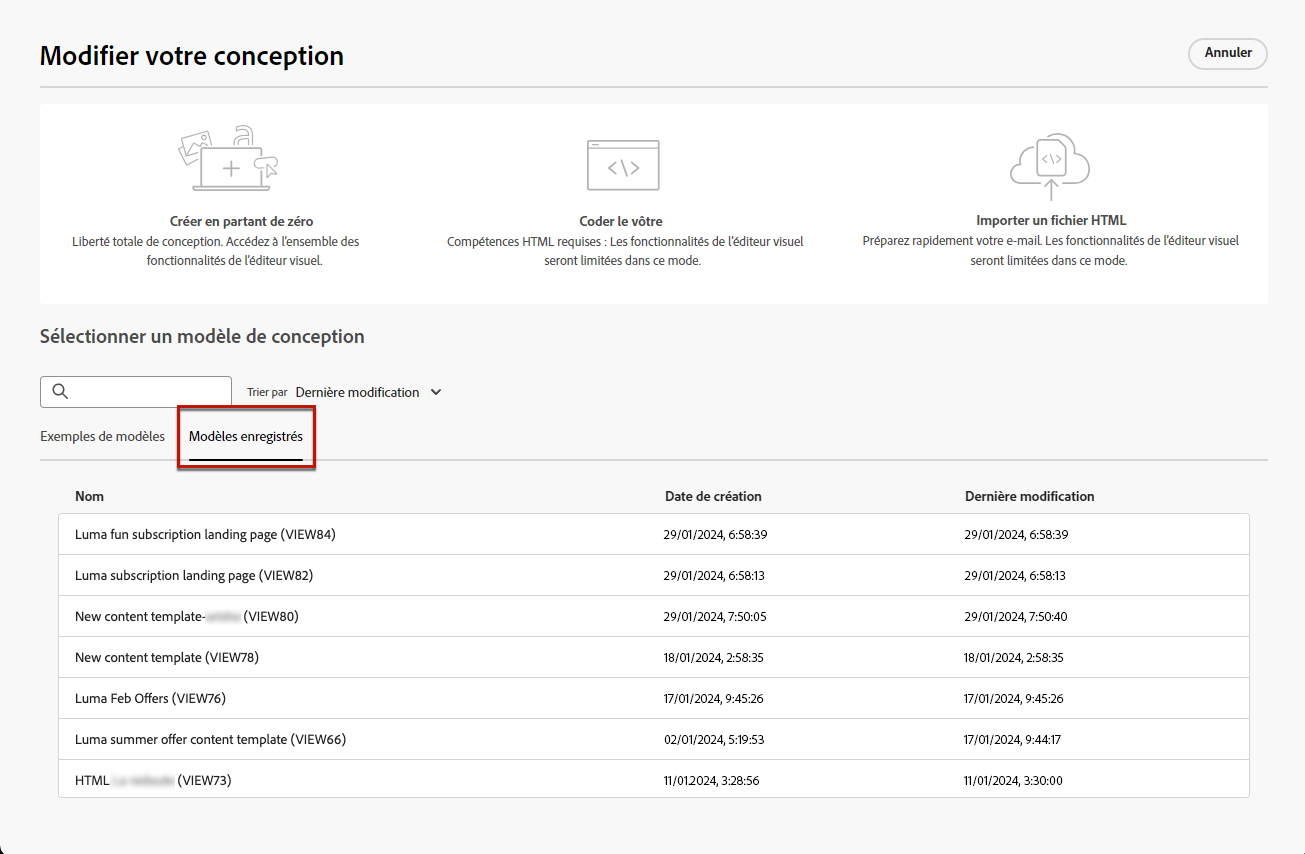 Modifier votre conception
Annuler
Créer en partant de zéro
Liberté totale de conception. Accédez à l'ensemble des
fonctionnalités de l'éditeur visuel.
Coder le vôtre
Compétences HTML requises : Les fonctionnalités de l'éditeur visuel
seront limitées dans ce mode.
Importer un fichier HTML
Préparez rapidement votre e-mail. Les fonctionnalités de l'éditeur visuel
seront limitées dans ce mode.
Sélectionner un modèle de conception
Trier par Dernière modification
Exemples de modèles Modèles enregistrés
Nom Date de création Dernière modification
Luma fun subscription landing page (VIEW84) 29/01/2024, 6:58:39 29/01/2024, 6:58:39
Luma subscription landing page (VIEW82) 29/01/2024, 6:58:13 29/01/2024, 6:58:13
New content template- (VIEW80) 29/01/2024, 7:50:05 29/01/2024, 7:50:40
New content template (VIEW78) 18/01/2024, 2:58:35 18/01/2024, 2:58:35
Luma Feb Offers (VIEW76) 17/01/2024, 9:45:26 17/01/2024, 9:45:26
Luma summer offer content template (VIEW66) 02/01/2024, 5:19:53 17/01/2024, 9:44:17
HTML (VIEW73) 11/01.2024, 3:28:56 11/01/2024, 3:30:00